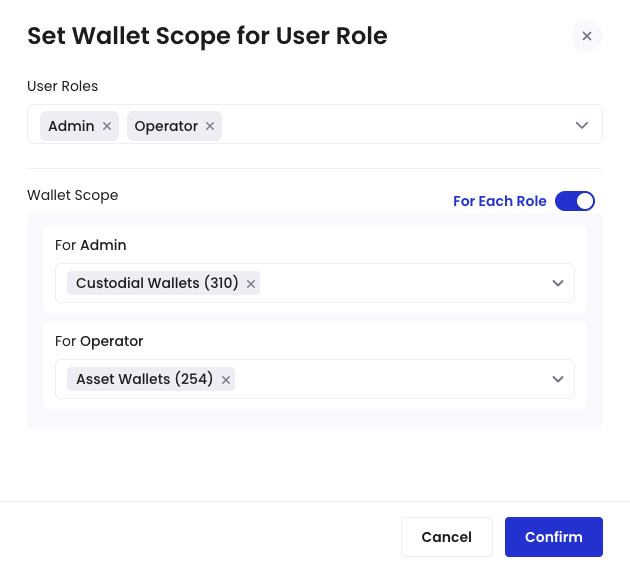 Set Wallet Scope for User Role
User Roles
Admin × Operator ×
Wallet Scope
For Each Role
For Admin
Custodial Wallets (310) ×
For Operator
Asset Wallets (254) ×
Cancel Confirm